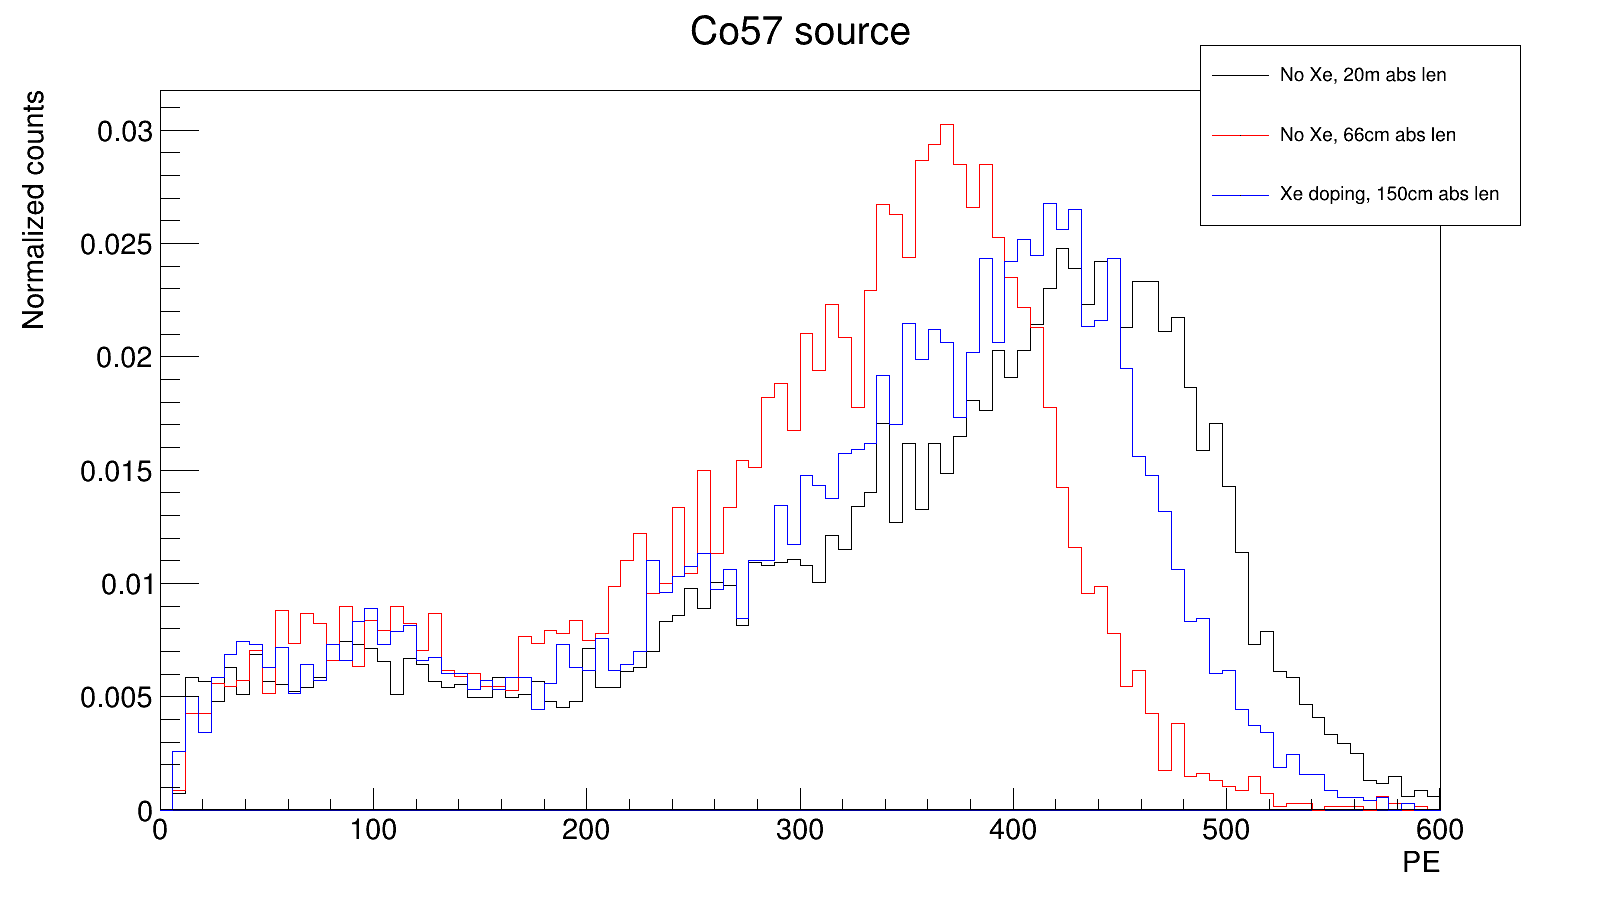 Co57 source
No Xe, 20m abs len
No Xe, 66cm abs len
Xe doping, 150cm abs len
Normalized counts
0.03
0.025
0.02
0.015
0.01
0.005
0
0 100 200 300 400 500 600
PE